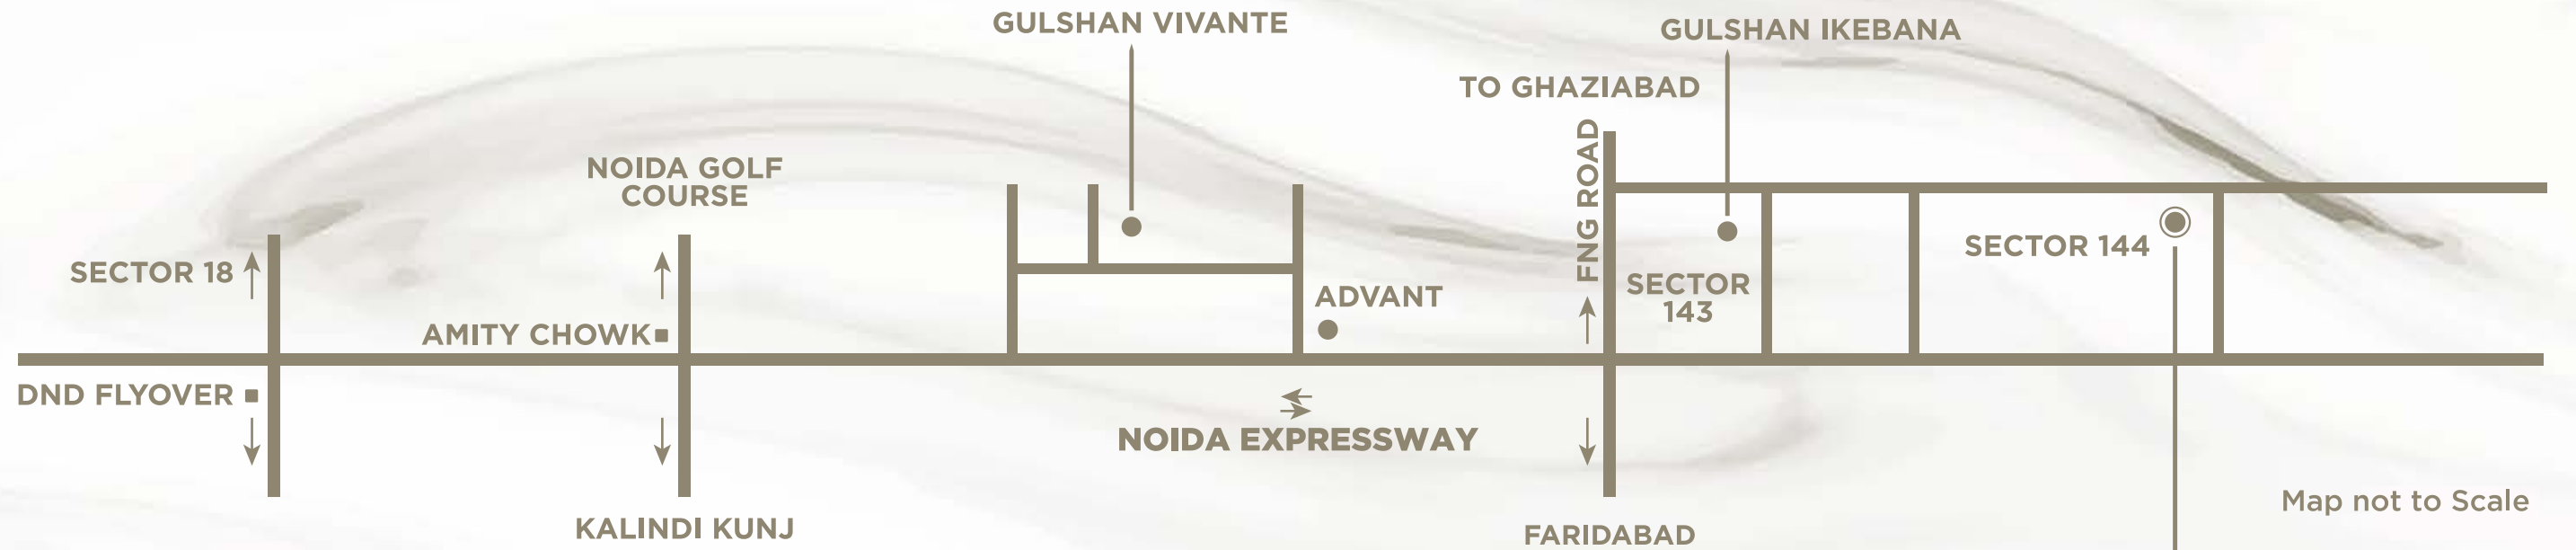 GULSHAN VIVANTE
GULSHAN IKEBANA
TO GHAZIABAD
FNG ROAD
NOIDA GOLF
COURSE
SECTOR 18
SECTOR 144
SECTOR
143
ADVANT
AMITY CHOWK
DND FLYOVER
NOIDA EXPRESSWAY
Map not to Scale
KALINDI KUNJ
FARIDABAD